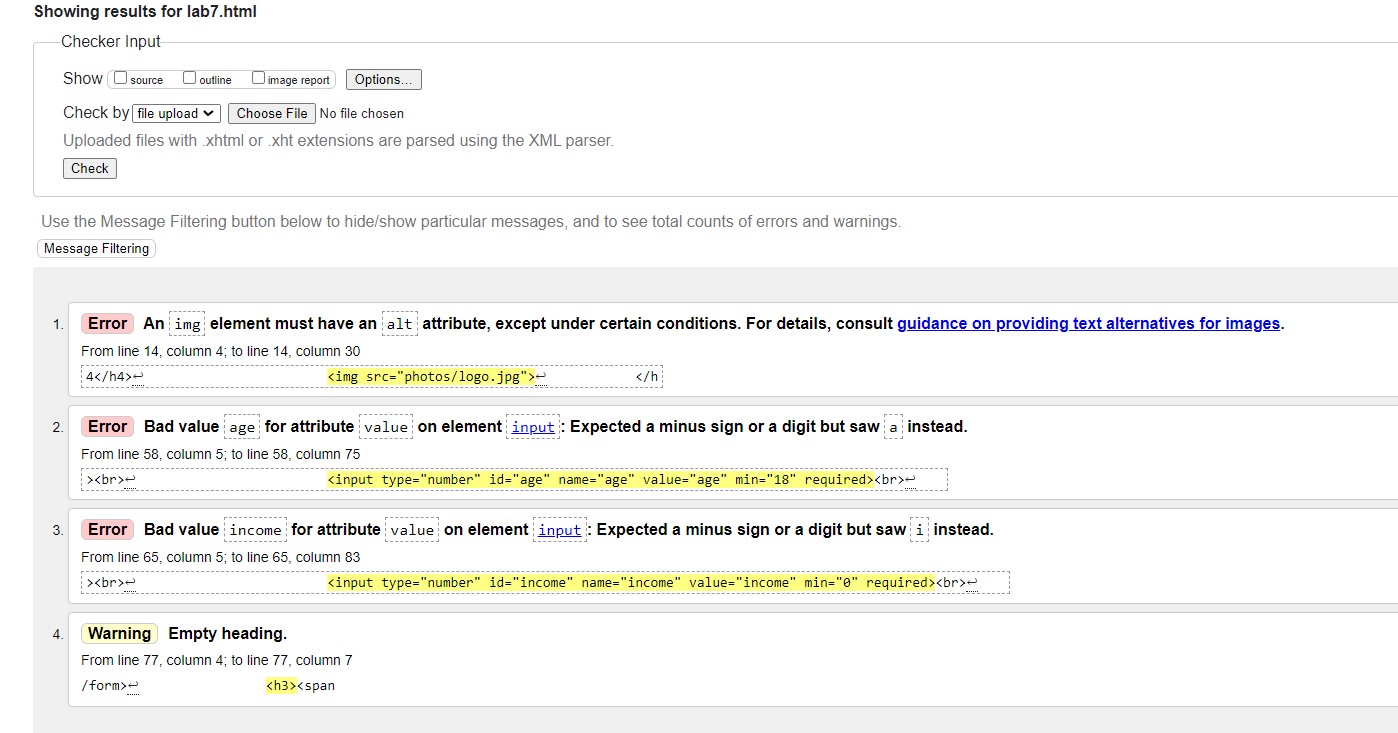 Showing results for lab7.html
Checker Input
Show source outline image report Options...
Check by file upload Choose File No file chosen
Uploaded files with .xhtml or .xht extensions are parsed using the XML parser.
Check
Use the Message Filtering button below to hide/show particular messages, and to see total counts of errors and warnings.
Message Filtering
1. Error An img element must have an alt attribute, except under certain conditions. For details, consult guidance on providing text alternatives for images.
From line 14, column 4; to line 14, column 30
4</h4>↩ <img src="photos/logo.jpg">↩ </h
2. Error Bad value age for attribute value on element input: Expected a minus sign or a digit but saw a instead.
From line 58, column 5; to line 58, column 75
><br>↩ <input type="number" id="age" name="age" value="age" min="18" required><br>↩
3. Error Bad value income for attribute value on element input: Expected a minus sign or a digit but saw i instead.
From line 65, column 5; to line 65, column 83
><br>↩ <input type="number" id="income" name="income" value="income" min="0" required><br>↩
4. Warning Empty heading.
From line 77, column 4; to line 77, column 7
/form>↩ <h3><span